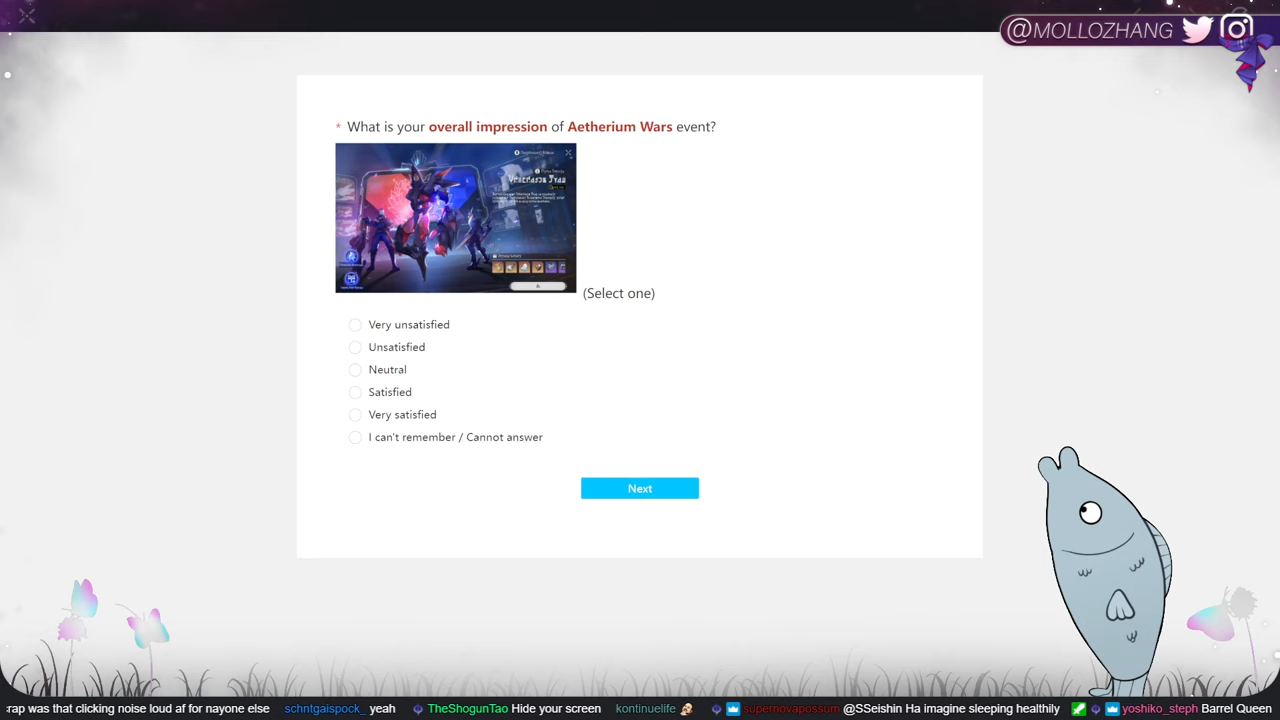 @MOLLOZHANG
* What is your overall impression of Aetherium Wars event?
(Select one)
Very unsatisfied
Unsatisfied
Neutral
Satisfied
Very satisfied
I can't remember / Cannot answer
Next
:rap was that clicking noise loud af for nayone else schntgaispock_ yeah TheShogunTao Hide your screen kontinuelife supernovapossum @SSeishin Ha imagine sleeping healthily yoshiko_steph Barrel Queen